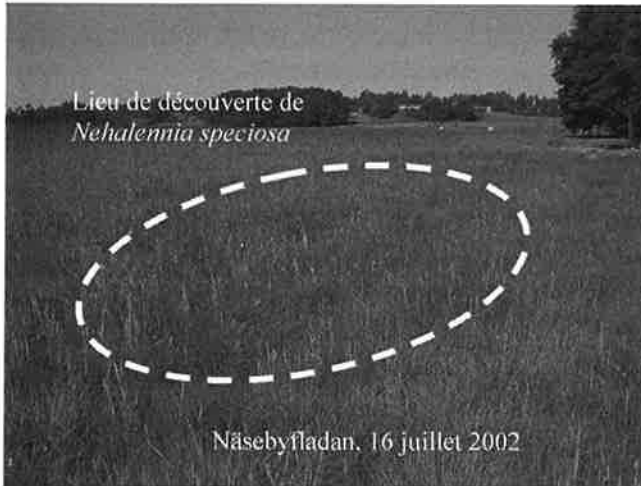 Lieu de découverte de
Nehalennia speciosa
Näsebyfladan, 16 juillet 2002